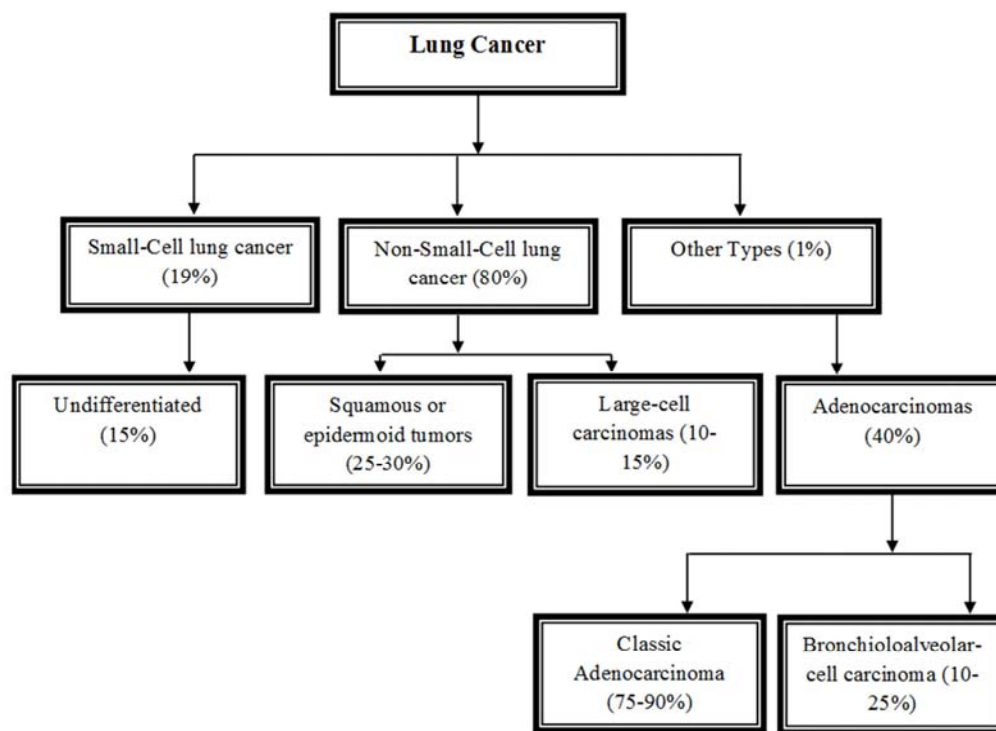 Lung Cancer
Small-Cell lung cancer
(19%)
Non-Small-Cell lung
cancer (80%)
Other Types (1%)
Undifferentiated
(15%)
Squamous or
epidermoid tumors
(25-30%)
Large-cell
carcinomas (10-
15%)
Adenocarcinomas
(40%)
Classic
Adenocarcinoma
(75-90%)
Bronchioloalveolar-
cell carcinoma (10-
25%)